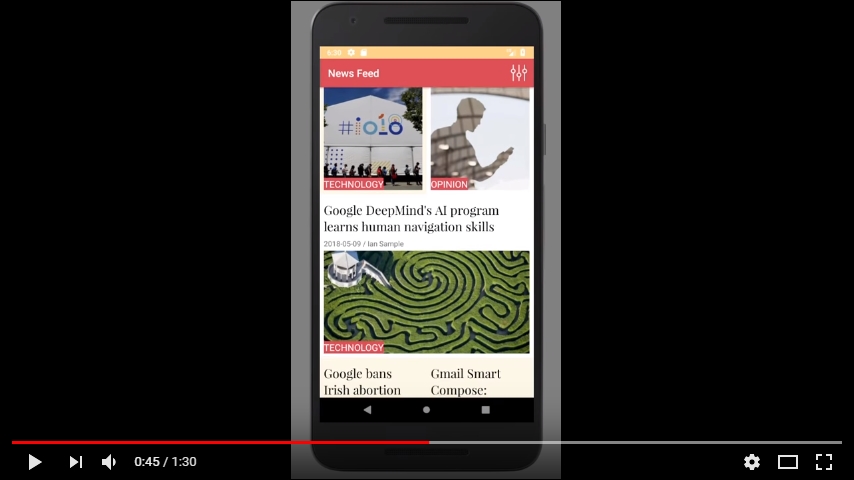 6:30
News Feed
#io18
TECHNOLOGY
OPINION
Google DeepMind's AI program
learns human navigation skills
2018-05-09 / Ian Sample
TECHNOLOGY
Google bans
Irish abortion
Gmail Smart
Compose:
0:45 / 1:30